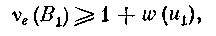 v_e (B_1) ⩾ 1 + w (u_1),